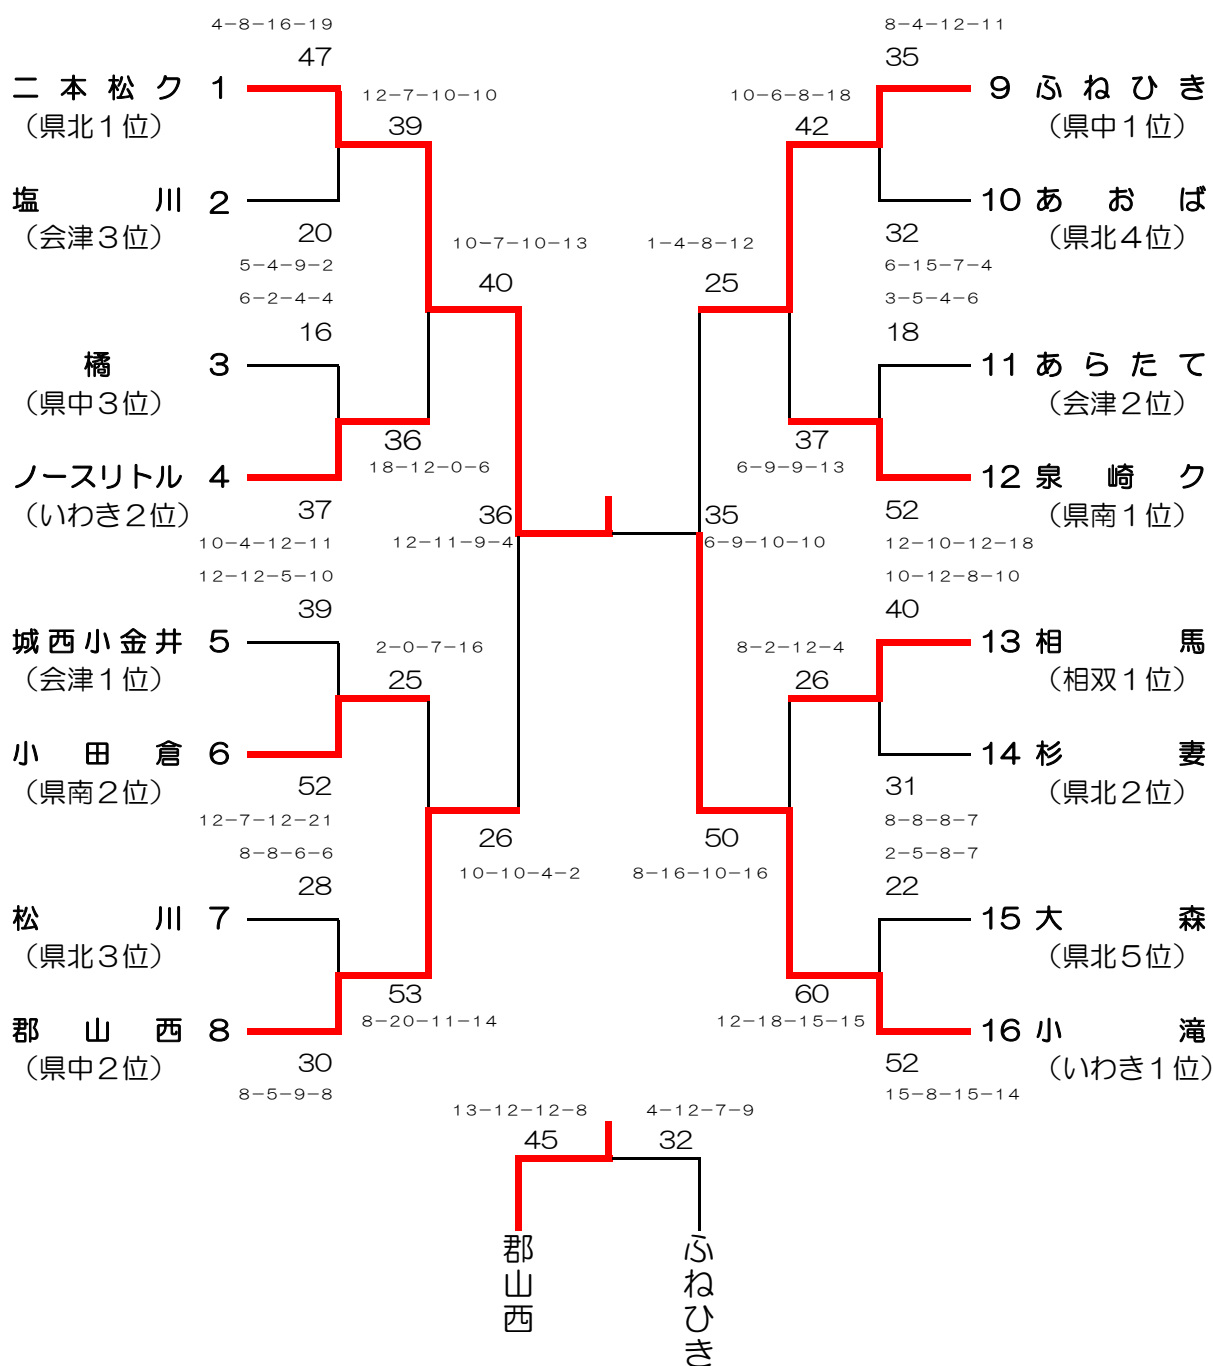 4-8-16-19
47
二本松ク 1
（県北１位）
12-7-10-10
39
塩川 2
（会津３位）
20
5-4-9-2
10-7-10-13
40
6-2-4-4
16
橘 3
（県中３位）
36
18-12-0-6
ノースリトル 4
（いわき２位）
37
10-4-12-11
36
12-11-9-4
12-12-5-10
39
城西小金井 5
（会津１位）
2-0-7-16
25
小田倉 6
（県南２位）
52
12-7-12-21
26
10-10-4-2
8-8-6-6
28
松川 7
（県北３位）
53
8-20-11-14
郡山西 8
（県中２位）
30
8-5-9-8
8-4-12-11
35
9 ふねひき
（県中１位）
10-6-8-18
42
10 あおば
（県北４位）
32
6-15-7-4
1-4-8-12
25
3-5-4-6
18
11 あらたて
（会津２位）
37
6-9-9-13
12 泉崎ク
（県南１位）
52
12-10-12-18
35
6-9-10-10
10-12-8-10
40
13 相馬
（相双１位）
8-2-12-4
26
14 杉妻
（県北２位）
31
8-8-8-7
50
8-16-10-16
2-5-8-7
22
15 大森
（県北５位）
60
12-18-15-15
16 小滝
（いわき１位）
52
15-8-15-14
13-12-12-8
4-12-7-9
45
32
郡山西
ふねひき